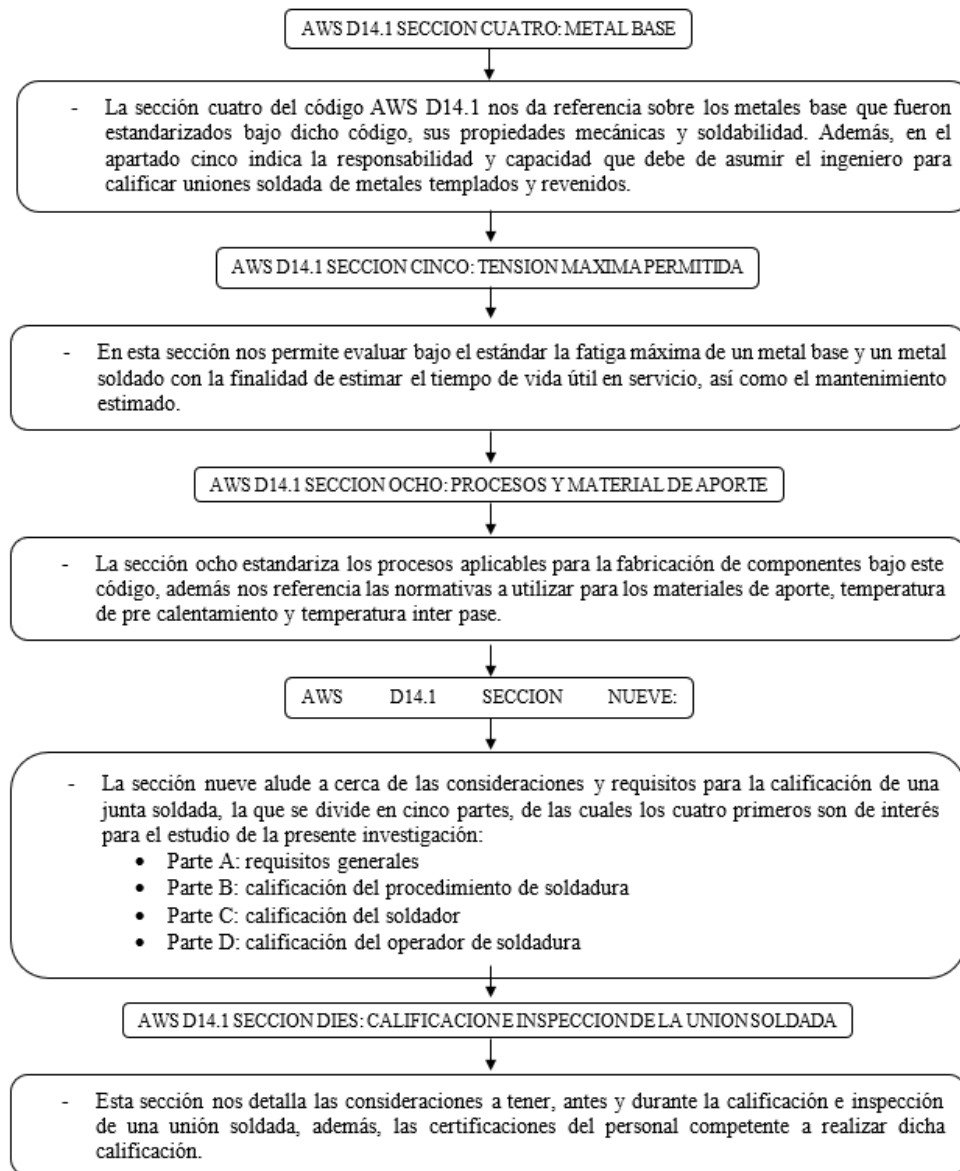 AWS D14.1 SECCION CUATRO: METAL BASE
- La sección cuatro del código AWS D14.1 nos da referencia sobre los metales base que fueron
estandarizados bajo dicho código, sus propiedades mecánicas y soldabilidad. Además, en el
apartado cinco indica la responsabilidad y capacidad que debe de asumir el ingeniero para
calificar uniones soldada de metales templados y revenidos.
AWS D14.1 SECCION CINCO: TENSION MAXIMA PERMITIDA
- En esta sección nos permite evaluar bajo el estándar la fatiga máxima de un metal base y un metal
soldado con la finalidad de estimar el tiempo de vida útil en servicio, así como el mantenimiento
estimado.
AWS D14.1 SECCION OCHO: PROCESOS Y MATERIAL DE APORTE
- La sección ocho estandariza los procesos aplicables para la fabricación de componentes bajo este
código, además nos referencia las normativas a utilizar para los materiales de aporte, temperatura
de pre calentamiento y temperatura inter pase.
AWS D14.1 SECCION NUEVE:
- La sección nueve alude a cerca de las consideraciones y requisitos para la calificación de una
junta soldada, la que se divide en cinco partes, de las cuales los cuatro primeros son de interés
para el estudio de la presente investigación:
• Parte A: requisitos generales
• Parte B: calificación del procedimiento de soldadura
• Parte C: calificación del soldador
• Parte D: calificación del operador de soldadura
AWS D14.1 SECCION DIES: CALIFICACION E INSPECCION DE LA UNION SOLDADA
- Esta sección nos detalla las consideraciones a tener, antes y durante la calificación e inspección
de una unión soldada, además, las certificaciones del personal competente a realizar dicha
calificación.